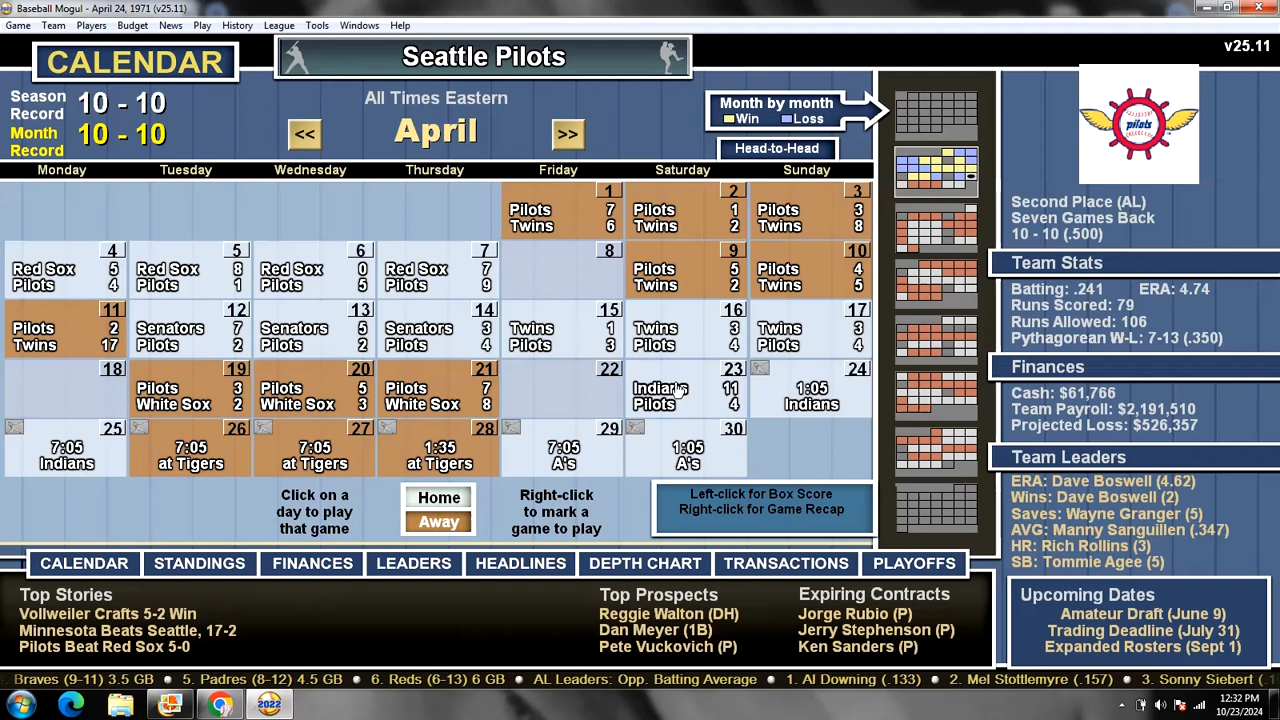 Baseball Mogul - April 24, 1971 (v25.11)
Game Team Players Budget News Play History League Tools Windows Help
CALENDAR
Seattle Pilots
v25.11
Season Record 10 - 10
Month Record 10 - 10
All Times Eastern
<< April >>
Month by month
Win Loss
Head-to-Head
Monday Tuesday Wednesday Thursday Friday Saturday Sunday
1 2 3
Pilots 7 Pilots 1 Pilots 3
Twins 6 Twins 2 Twins 8
4 5 6 7 8 9 10
Red Sox 5 Red Sox 8 Red Sox 0 Red Sox 7 Pilots 5 Pilots 4
Pilots 4 Pilots 1 Pilots 5 Pilots 9 Twins 2 Twins 5
11 12 13 14 15 16 17
Pilots 2 Senators 7 Senators 5 Senators 3 Twins 1 Twins 3 Twins 3
Twins 17 Pilots 2 Pilots 2 Pilots 4 Pilots 3 Pilots 4 Pilots 4
18 19 20 21 22 23 24
Pilots 3 Pilots 5 Pilots 7 Indians 11 1:05
White Sox 2 White Sox 3 White Sox 8 Pilots 4 Indians
25 26 27 28 29 30
7:05 7:05 7:05 1:35 7:05 1:05
Indians at Tigers at Tigers at Tigers A's A's
Click on a day to play that game
Home
Away
Right-click to mark a game to play
Left-click for Box Score
Right-click for Game Recap
pilots
Second Place (AL)
Seven Games Back
10 - 10 (.500)
Team Stats
Batting: .241 ERA: 4.74
Runs Scored: 79
Runs Allowed: 106
Pythagorean W-L: 7-13 (.350)
Finances
Cash: $61,766
Team Payroll: $2,191,510
Projected Loss: $526,357
Team Leaders
ERA: Dave Boswell (4.62)
Wins: Dave Boswell (2)
Saves: Wayne Granger (5)
AVG: Manny Sanguillen (.347)
HR: Rich Rollins (3)
SB: Tommie Agee (5)
CALENDAR STANDINGS FINANCES LEADERS HEADLINES DEPTH CHART TRANSACTIONS PLAYOFFS
Top Stories
Vollweiler Crafts 5-2 Win
Minnesota Beats Seattle, 17-2
Pilots Beat Red Sox 5-0
Top Prospects
Reggie Walton (DH)
Dan Meyer (1B)
Pete Vuckovich (P)
Expiring Contracts
Jorge Rubio (P)
Jerry Stephenson (P)
Ken Sanders (P)
Upcoming Dates
Amateur Draft (June 9)
Trading Deadline (July 31)
Expanded Rosters (Sept 1)
. Braves (9-11) 3.5 GB • 5. Padres (8-12) 4.5 GB • 6. Reds (6-13) 6 GB • AL Leaders: Opp. Batting Average • 1. Al Downing (.133) • 2. Mel Stottlemyre (.157) • 3. Sonny Siebert (
2022
12:32 PM
10/23/2024